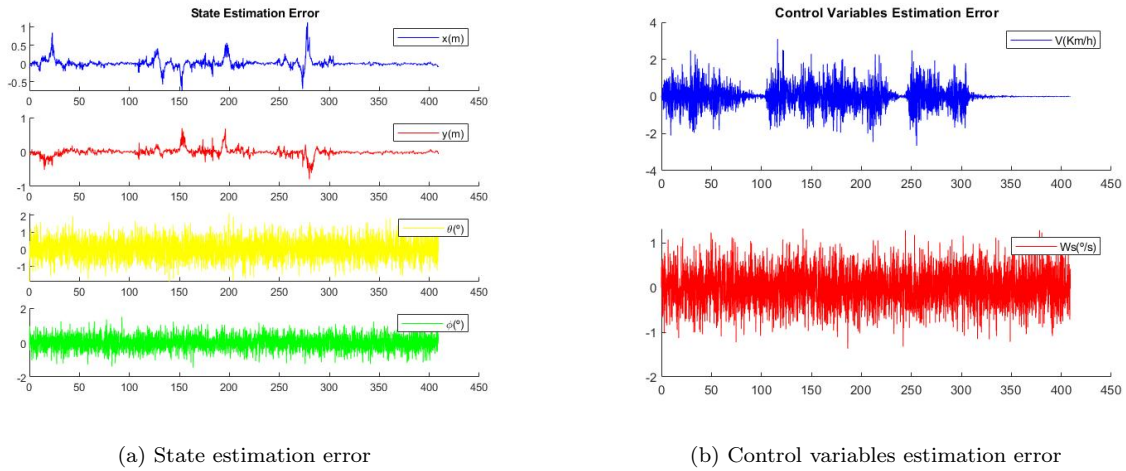 State Estimation Error
1
0.5
0
-0.5
x(m)
0 50 100 150 200 250 300 350 400 450
1
0
-1
y(m)
0 50 100 150 200 250 300 350 400 450
2
1
0
-1
θ(º)
0 50 100 150 200 250 300 350 400 450
2
0
-2
ϕ(º)
0 50 100 150 200 250 300 350 400 450
(a) State estimation error
Control Variables Estimation Error
4
2
0
-2
-4
V(Km/h)
0 50 100 150 200 250 300 350 400 450
1
0
-1
-2
Ws(º/s)
0 50 100 150 200 250 300 350 400 450
(b) Control variables estimation error